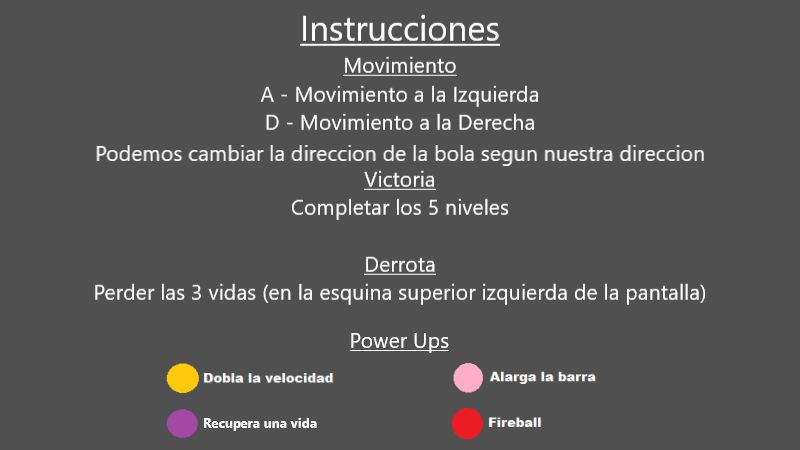 Instrucciones
Movimiento
A - Movimiento a la Izquierda
D - Movimiento a la Derecha
Podemos cambiar la direccion de la bola segun nuestra direccion
Victoria
Completar los 5 niveles
Derrota
Perder las 3 vidas (en la esquina superior izquierda de la pantalla)
Power Ups
Dobla la velocidad
Alarga la barra
Recupera una vida
Fireball